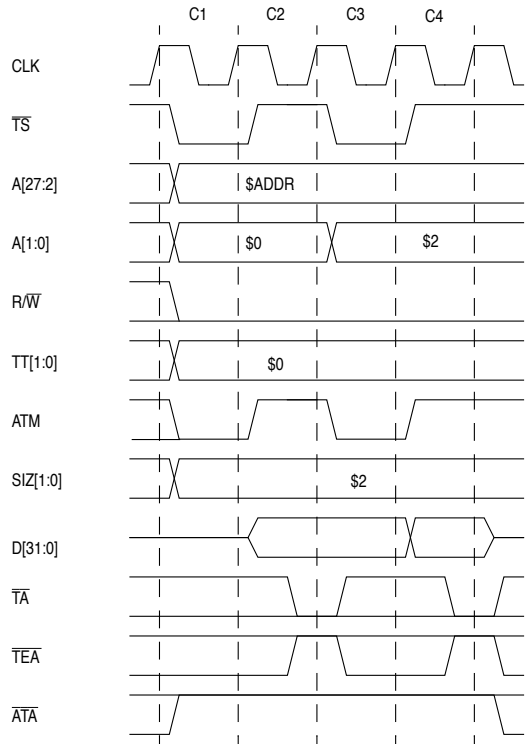 C1 C2 C3 C4
CLK
TS
A[27:2] $ADDR
A[1:0] $0 $2
R/W
TT[1:0] $0
ATM
SIZ[1:0] $2
D[31:0]
TA
TEA
ATA